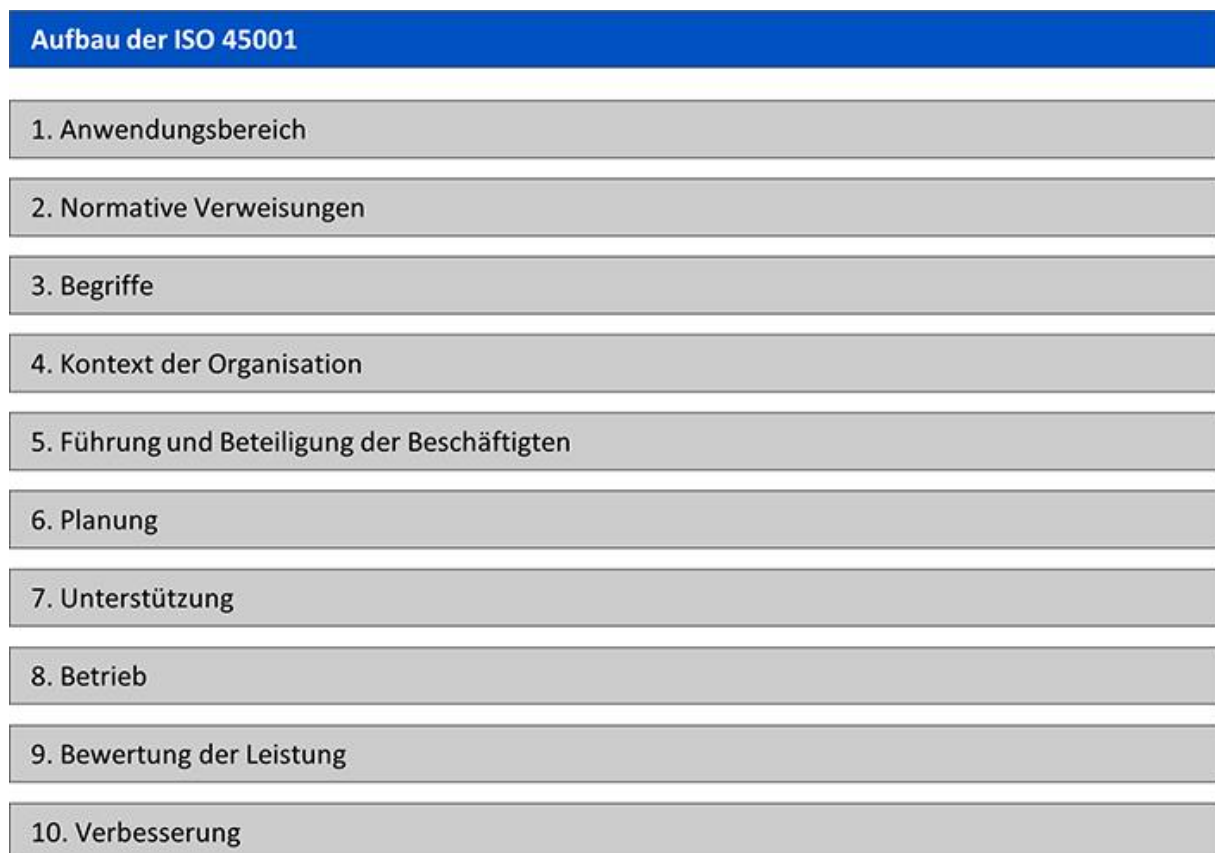 Aufbau der ISO 45001
1. Anwendungsbereich
2. Normative Verweisungen
3. Begriffe
4. Kontext der Organisation
5. Führung und Beteiligung der Beschäftigten
6. Planung
7. Unterstützung
8. Betrieb
9. Bewertung der Leistung
10. Verbesserung